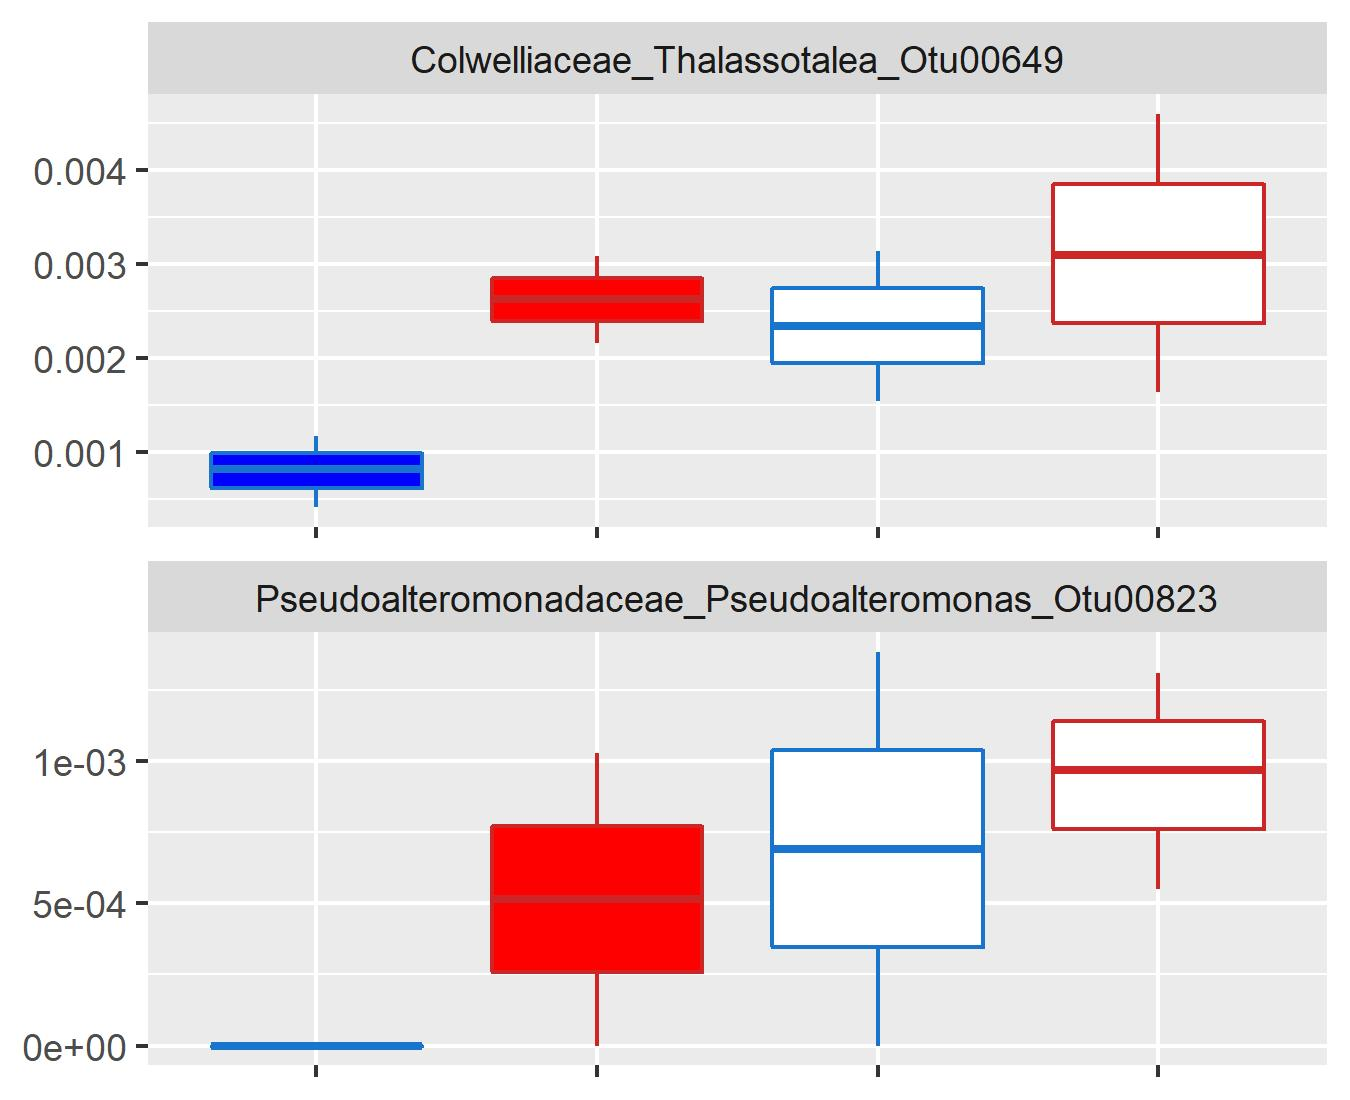 Colwelliaceae_Thalassotalea_Otu00649
0.004
0.003
0.002
0.001
Pseudoalteromonadaceae_Pseudoalteromonas_Otu00823
1e-03
5e-04
0e+00